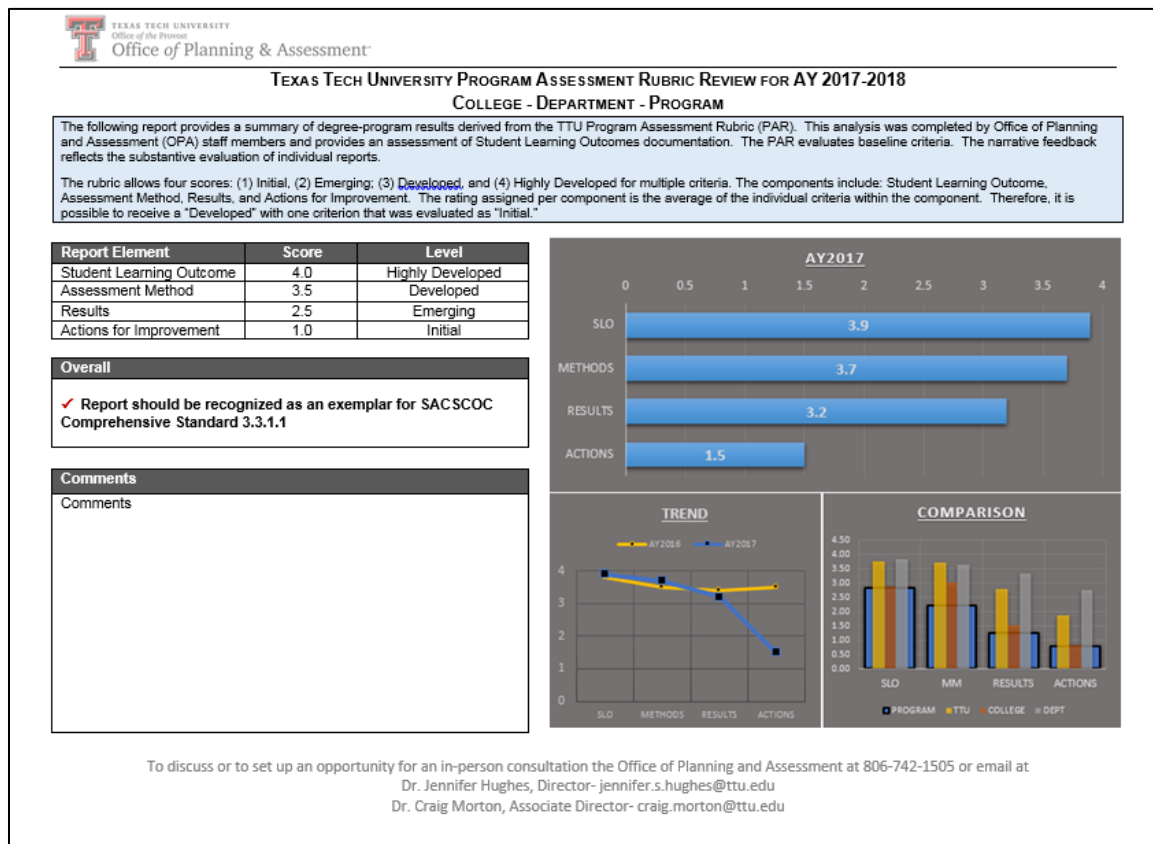 TEXAS TECH UNIVERSITY
Office of the Provost
Office of Planning & Assessment
TEXAS TECH UNIVERSITY PROGRAM ASSESSMENT RUBRIC REVIEW FOR AY 2017-2018
COLLEGE - DEPARTMENT - PROGRAM
The following report provides a summary of degree-program results derived from the TTU Program Assessment Rubric (PAR). This analysis was completed by Office of Planning
and Assessment (OPA) staff members and provides an assessment of Student Learning Outcomes documentation. The PAR evaluates baseline criteria. The narrative feedback
reflects the substantive evaluation of individual reports.
The rubric allows four scores: (1) Initial, (2) Emerging; (3) Developed, and (4) Highly Developed for multiple criteria. The components include: Student Learning Outcome,
Assessment Method, Results, and Actions for Improvement. The rating assigned per component is the average of the individual criteria within the component. Therefore, it is
possible to receive a "Developed" with one criterion that was evaluated as "Initial."
Report Element Score Level
Student Learning Outcome 4.0 Highly Developed
Assessment Method 3.5 Developed
Results 2.5 Emerging
Actions for Improvement 1.0 Initial
Overall
✓ Report should be recognized as an exemplar for SACSCOC
Comprehensive Standard 3.3.1.1
Comments
Comments
AY2017
0 0.5 1 1.5 2 2.5 3 3.5 4
SLO 3.9
METHODS 3.7
RESULTS 3.2
ACTIONS 1.5
TREND
AY2016 AY2017
4
3
2
1
0
SLO METHODS RESULTS ACTIONS
COMPARISON
4.50
4.00
3.50
3.00
2.50
2.00
1.50
1.00
0.50
0.00
SLO MM RESULTS ACTIONS
PROGRAM TTU COLLEGE DEPT
To discuss or to set up an opportunity for an in-person consultation the Office of Planning and Assessment at 806-742-1505 or email at
Dr. Jennifer Hughes, Director- jennifer.s.hughes@ttu.edu
Dr. Craig Morton, Associate Director- craig.morton@ttu.edu